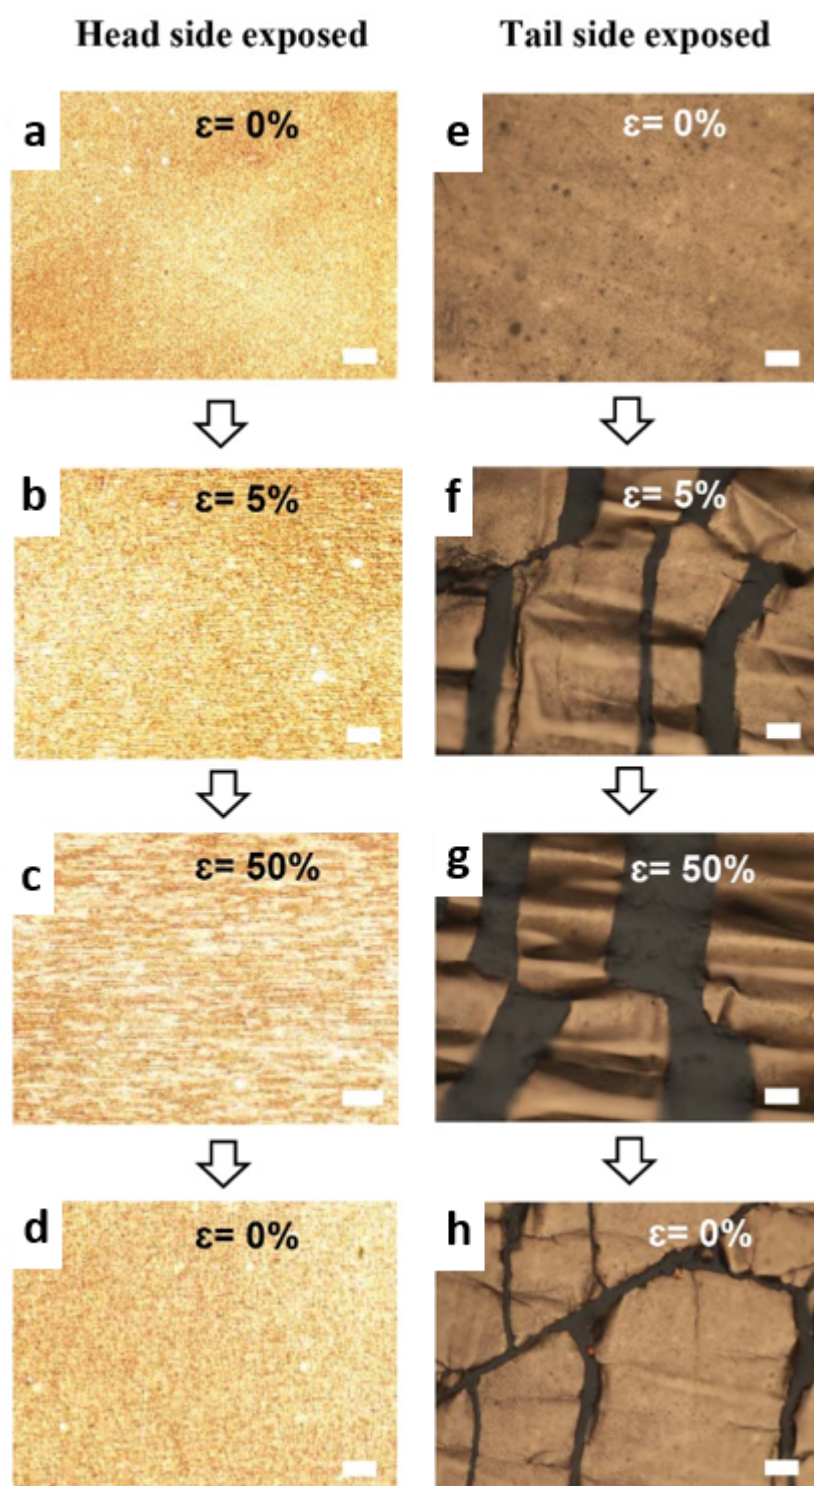 Head side exposed
Tail side exposed
a
ε= 0%
e
ε= 0%
b
ε= 5%
f
ε= 5%
c
ε= 50%
g
ε= 50%
d
ε= 0%
h
ε= 0%